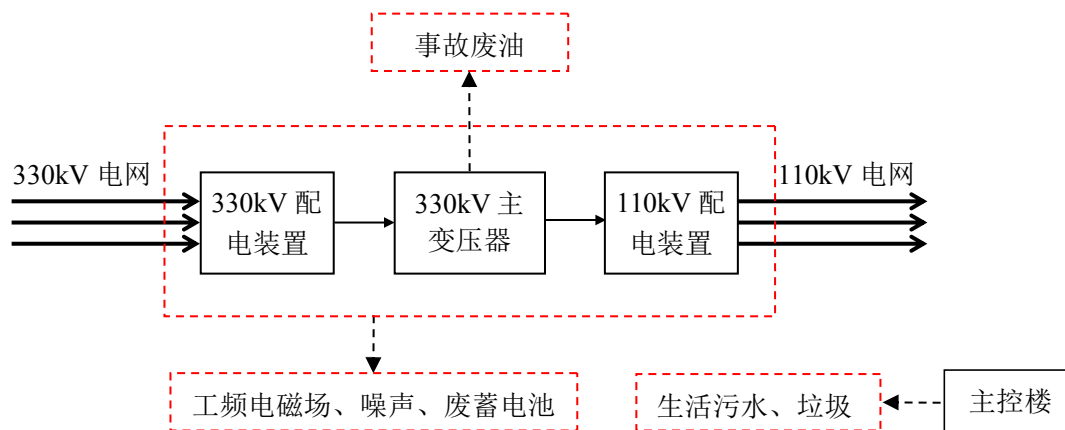 事故废油
330kV 电网
110kV 电网
330kV 配
电装置
330kV 主
变压器
110kV 配
电装置
工频电磁场、噪声、废蓄电池
生活污水、垃圾
主控楼